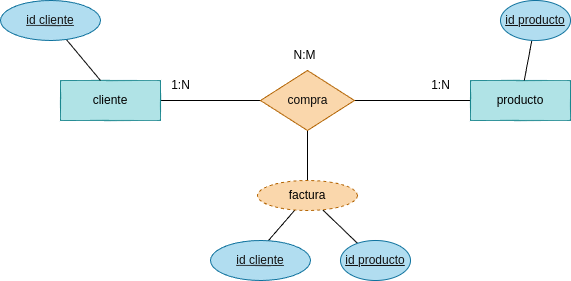 id cliente
id producto
N:M
1:N
1:N
cliente
compra
producto
factura
id cliente
id producto